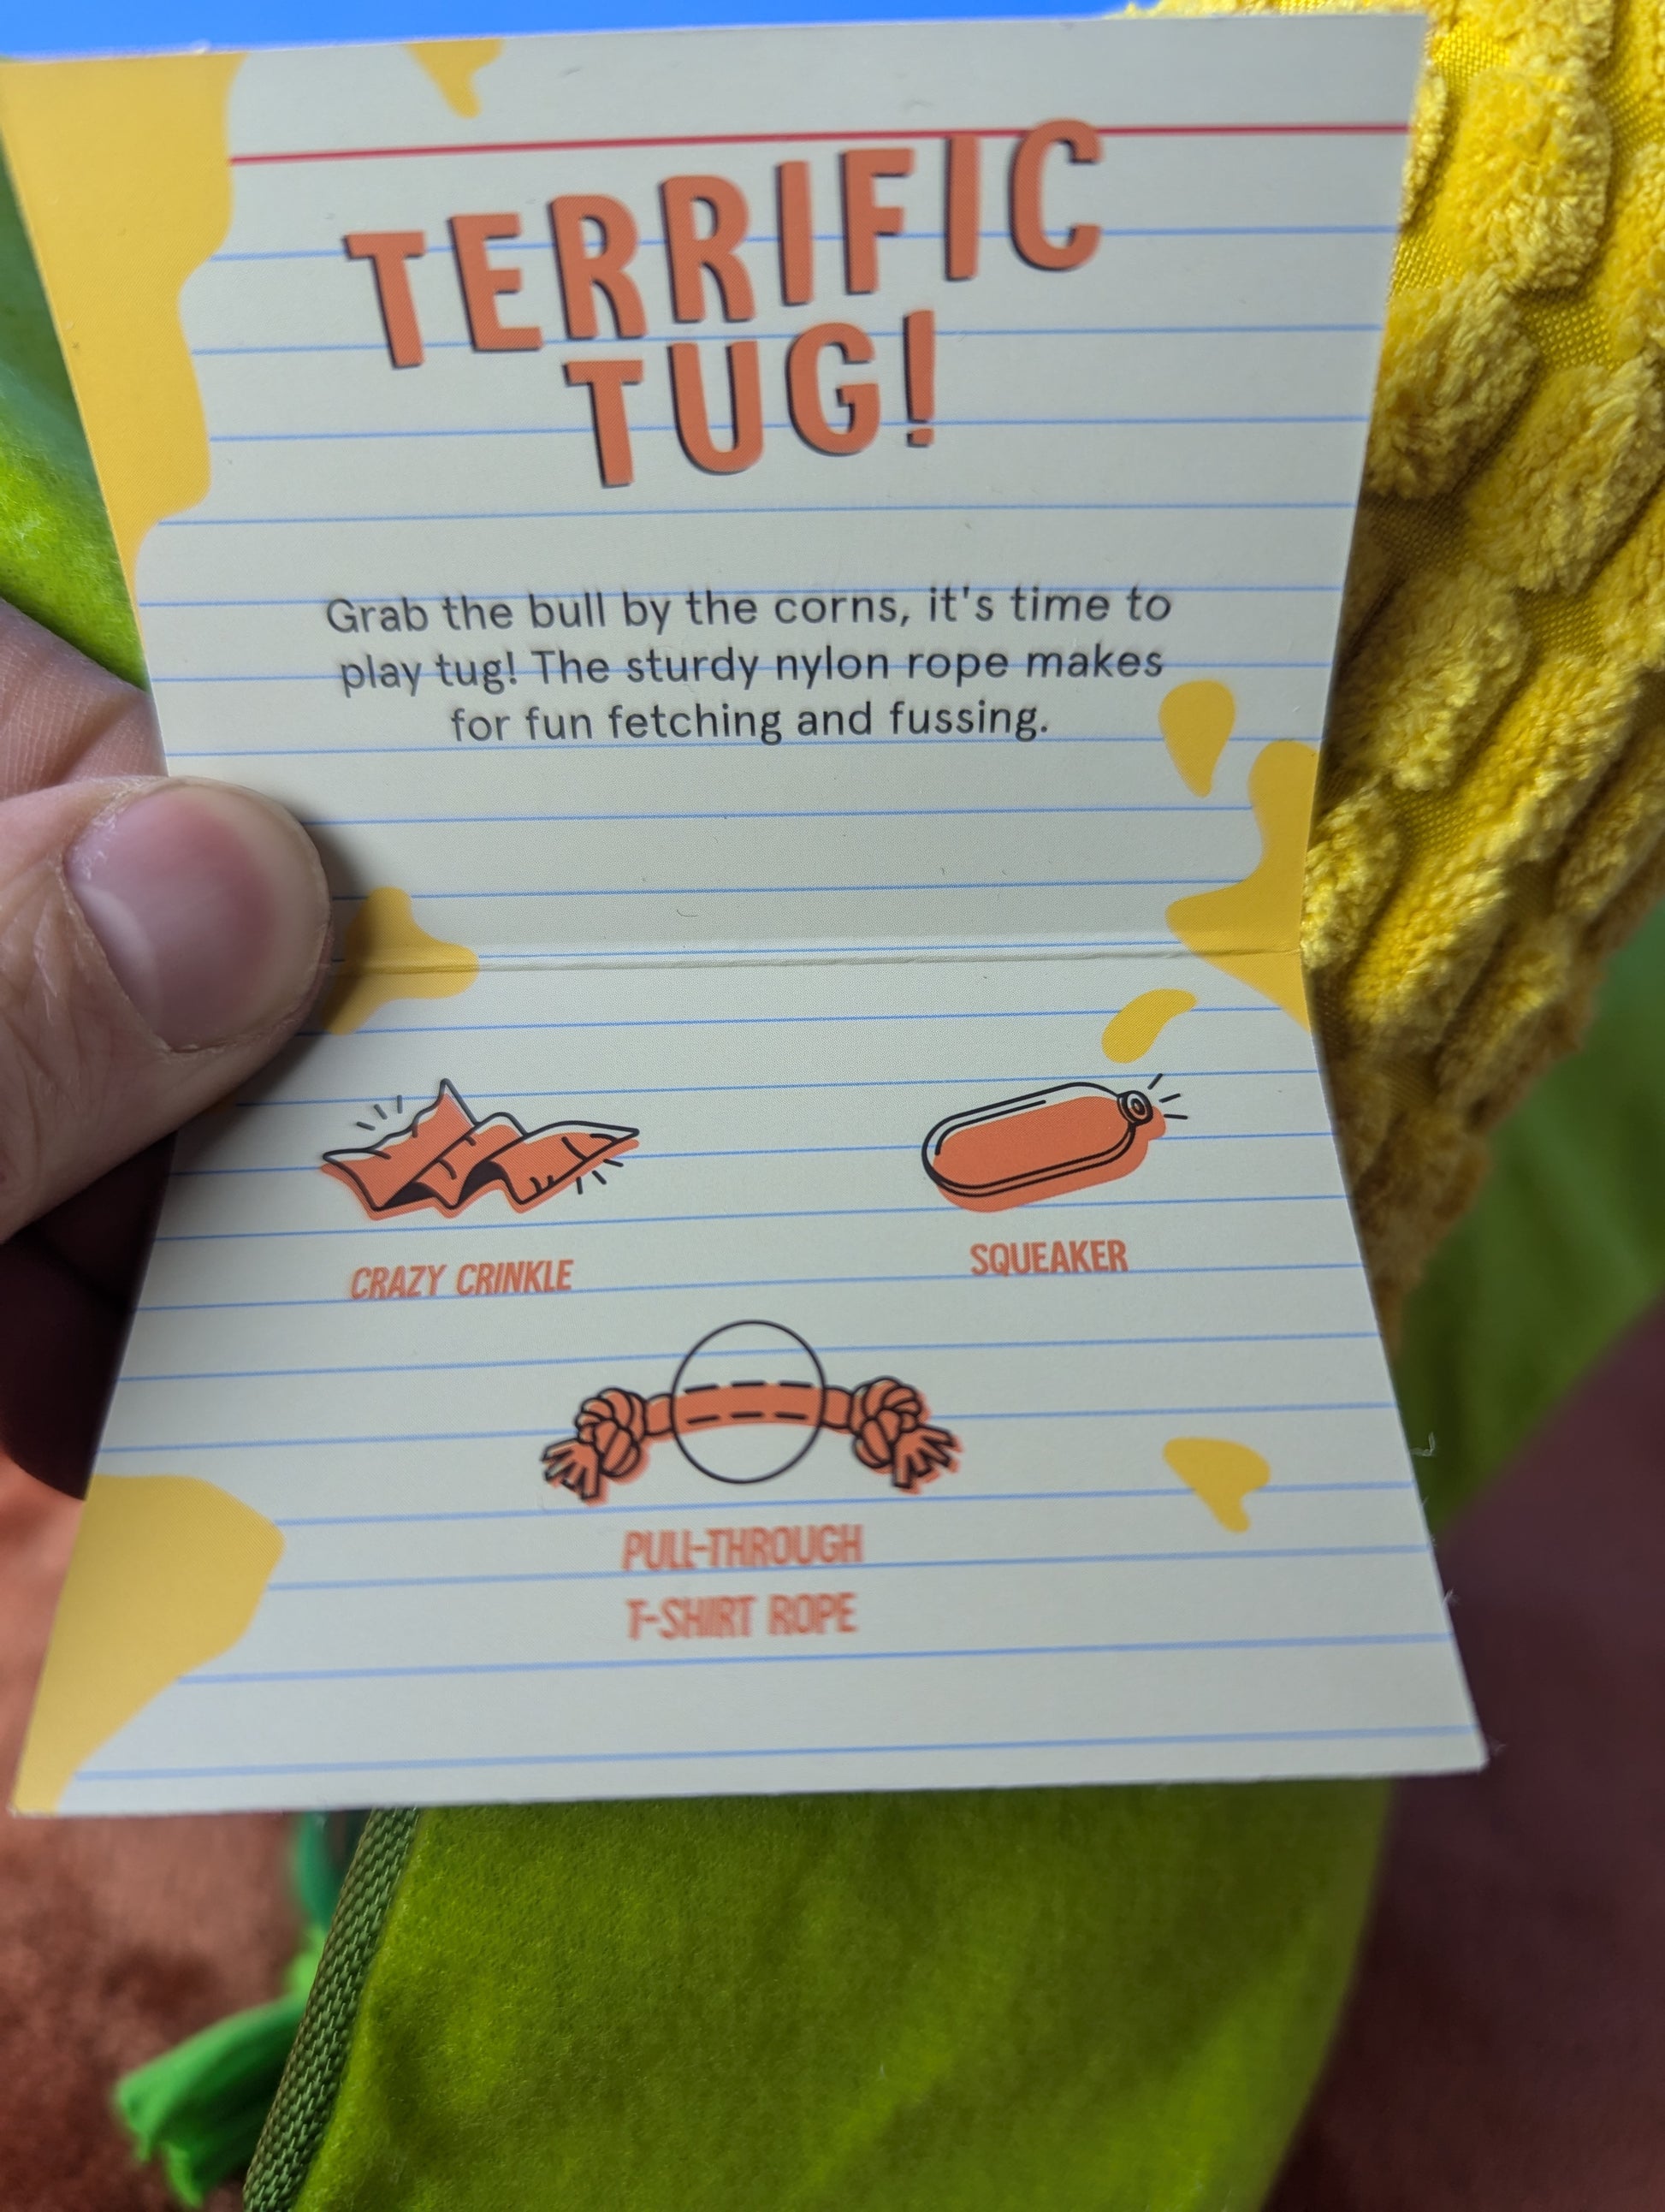 TERRIFIC
TUG!
Grab the bull by the corns, it's time to
play tug! The sturdy nylon rope makes
for fun fetching and fussing.
CRAZY CRINKLE
SQUEAKER
PULL-THROUGH
T-SHIRT ROPE